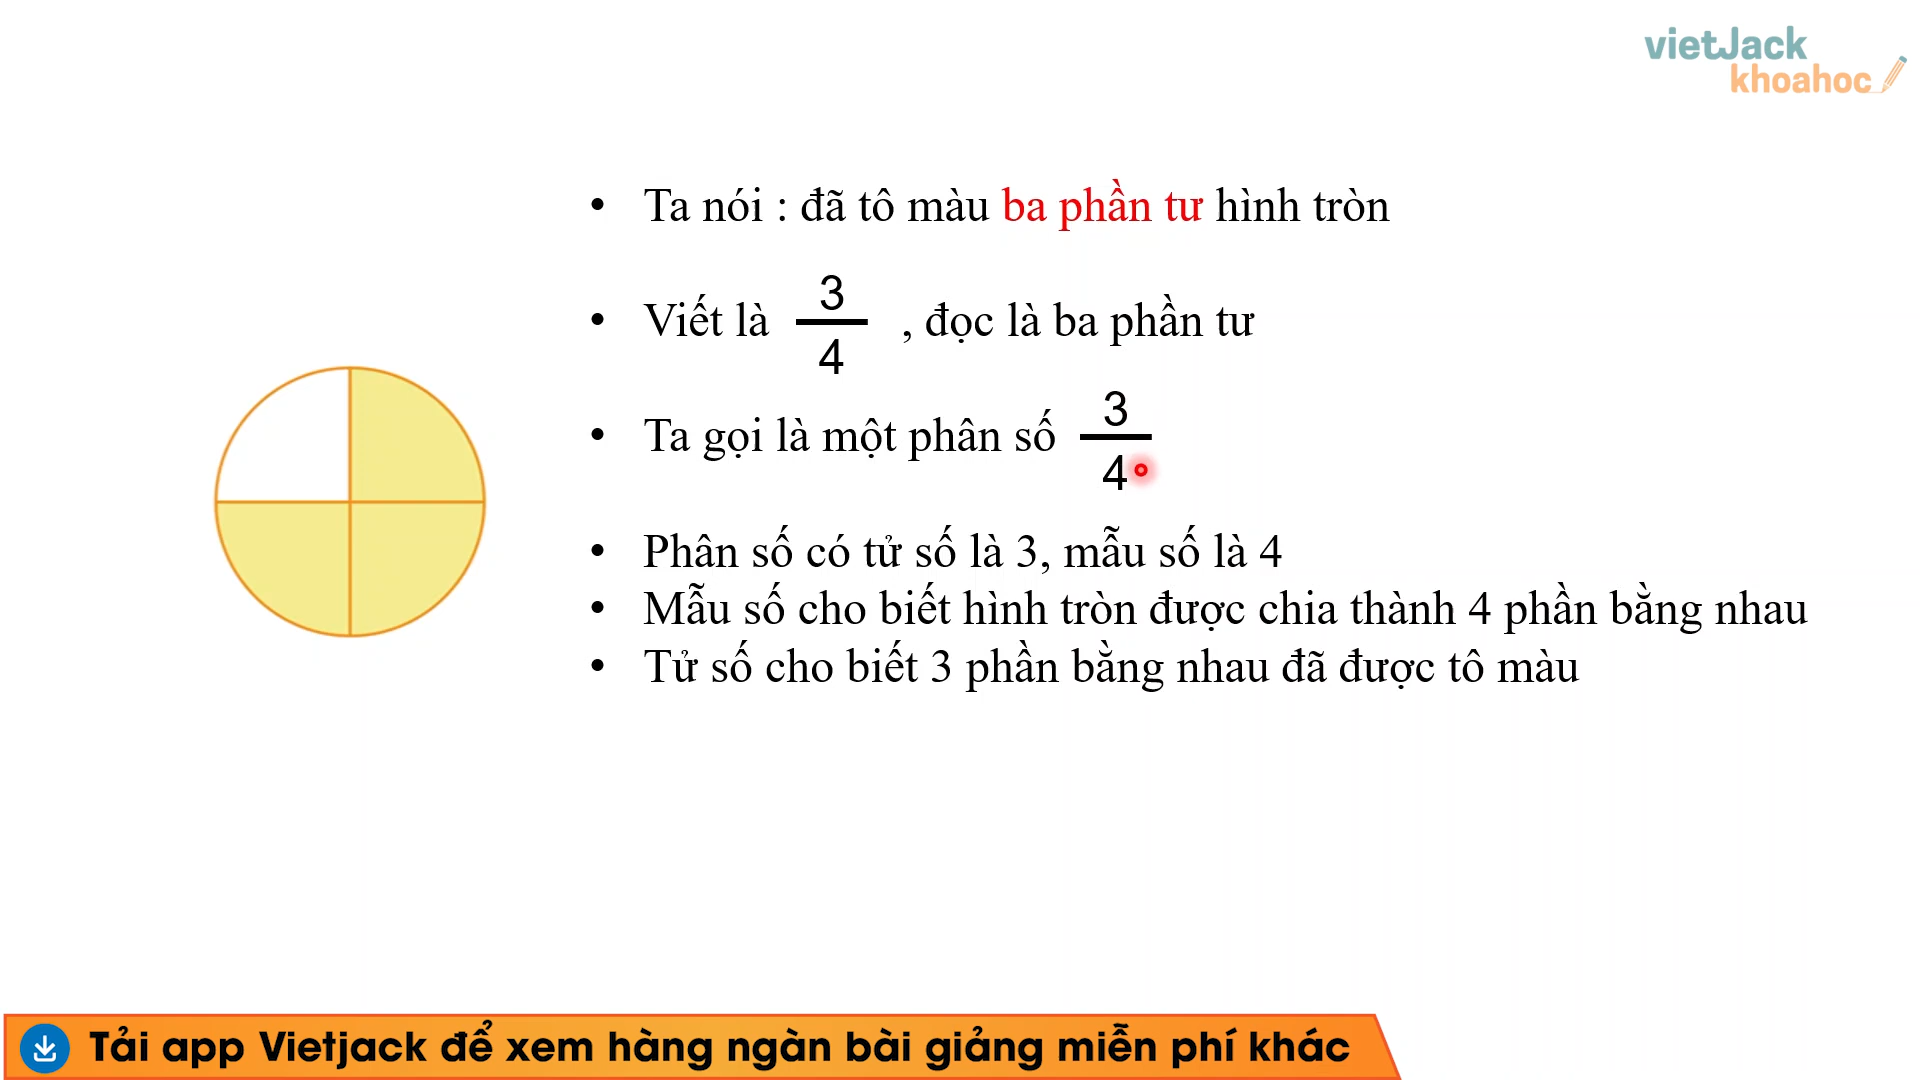 vietJack
khoahoc
• Ta nói : đã tô màu ba phần tư hình tròn
• Viết là 3/4 , đọc là ba phần tư
• Ta gọi là một phân số 3/4
• Phân số có tử số là 3, mẫu số là 4
• Mẫu số cho biết hình tròn được chia thành 4 phần bằng nhau
• Tử số cho biết 3 phần bằng nhau đã được tô màu
Tải app Vietjack để xem hàng ngàn bài giảng miễn phí khác